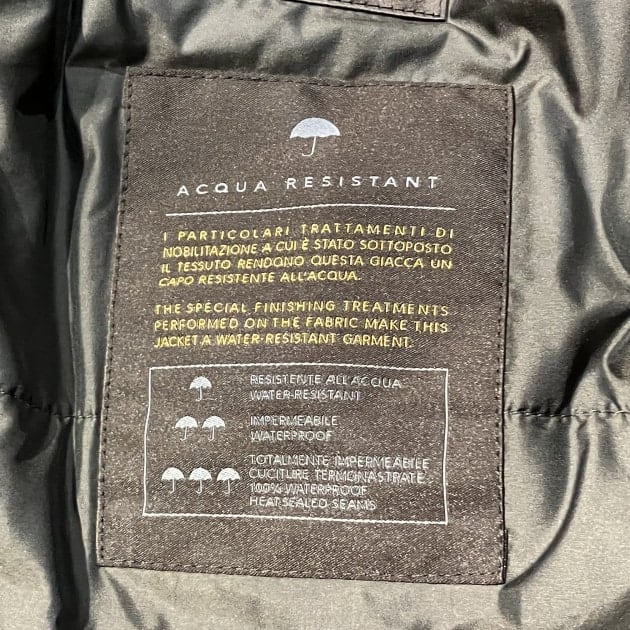 ACQUA RESISTANT
I PARTICOLARI TRATTAMENTI DI
NOBILITAZIONE A CUI È STATO SOTTOPOSTO
IL TESSUTO RENDONO QUESTA GIACCA UN
CAPO RESISTENTE ALL'ACQUA.
THE SPECIAL FINISHING TREATMENTS
PERFORMED ON THE FABRIC MAKE THIS
JACKET A WATER-RESISTANT GARMENT.
RESISTENTE ALL'ACQUA
WATER-RESISTANT
IMPERMEABILE
WATERPROOF
TOTALMENTE IMPERMEABILE
CUCITURE TERMONASTRATE
100% WATERPROOF
HEAT-SEALED SEAMS